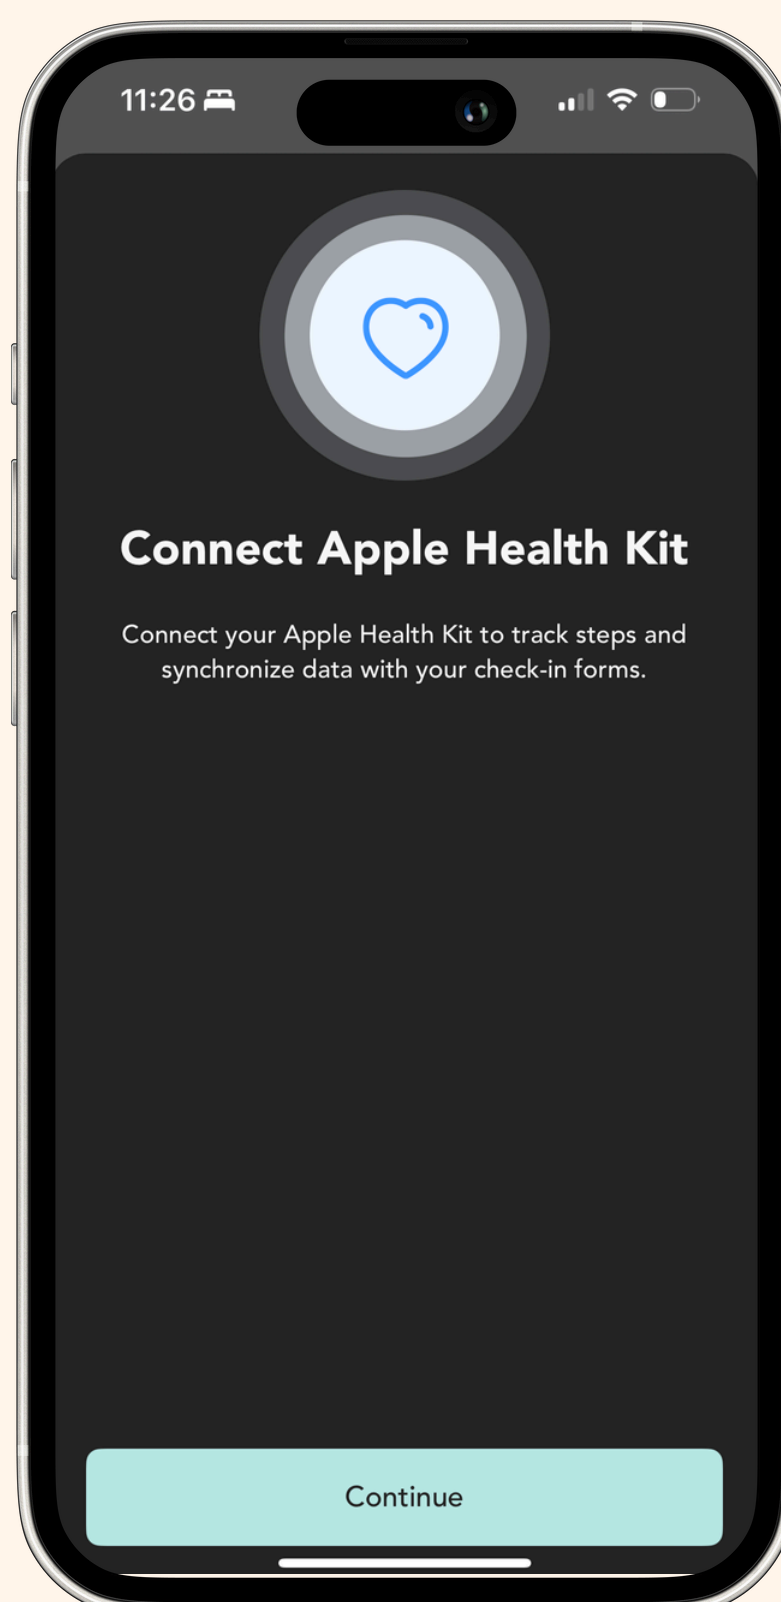 11:26
Connect Apple Health Kit
Connect your Apple Health Kit to track steps and
synchronize data with your check-in forms.
Continue